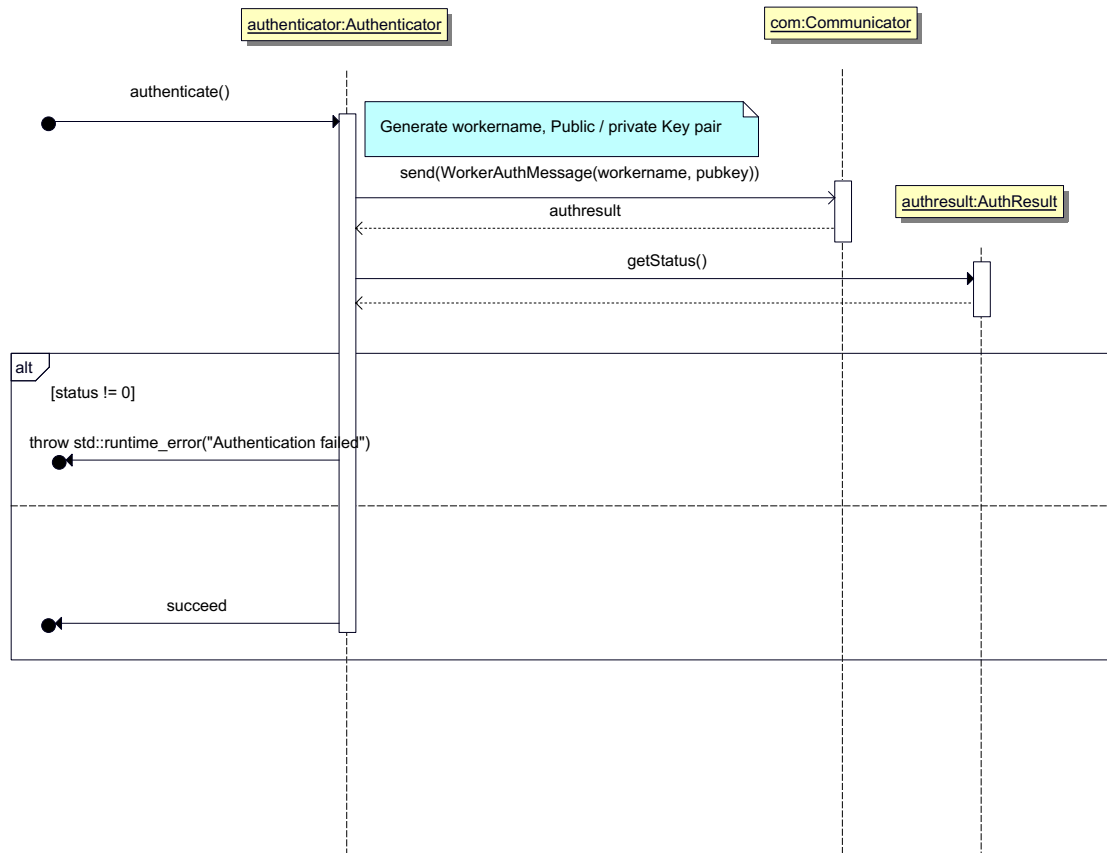 authenticator:Authenticator
com:Communicator
authenticate()
Generate workername, Public / private Key pair
send(WorkerAuthMessage(workername, pubkey))
authresult:AuthResult
authresult
getStatus()
alt
[status != 0]
throw std::runtime_error("Authentication failed")
succeed